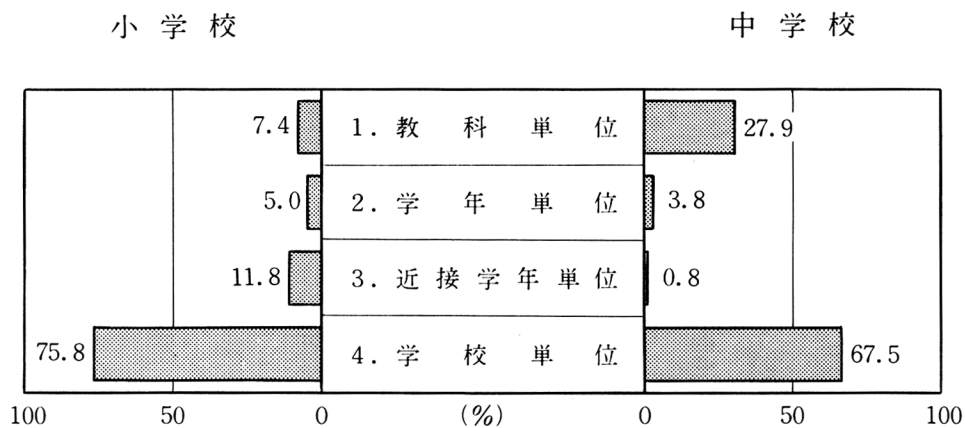 小学校 中学校
7.4 1. 教科単位 27.9
5.0 2. 学年単位 3.8
11.8 3. 近接学年単位 0.8
75.8 4. 学校単位 67.5
100 50 0 (%) 0 50 100